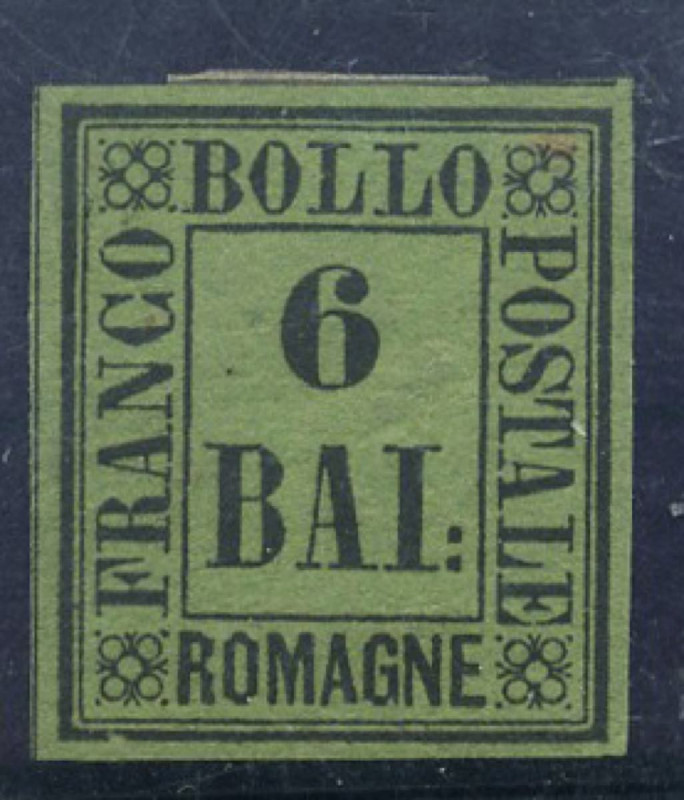 BOLLO
FRANCO
POSTALE
6
BAI:
ROMAGNE